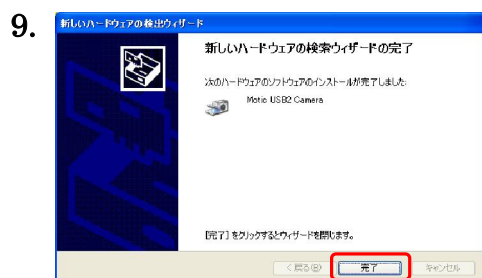 9.
新しいハードウェアの検出ウィザード
新しいハードウェアの検索ウィザードの完了
次のハードウェアのソフトウェアのインストールが完了しました:
Motic USB2 Camera
[完了] をクリックするとウィザードを閉じます。
< 戻る(B)
完了
キャンセル